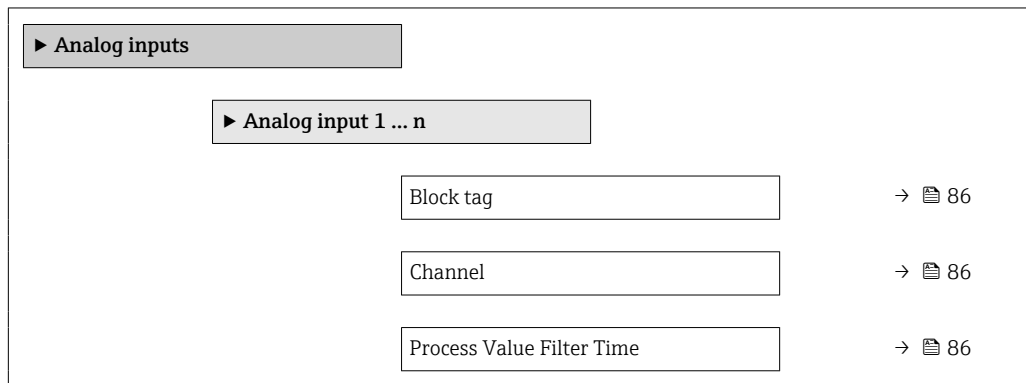 ▶ Analog inputs
▶ Analog input 1 ... n
Block tag → 86
Channel → 86
Process Value Filter Time → 86